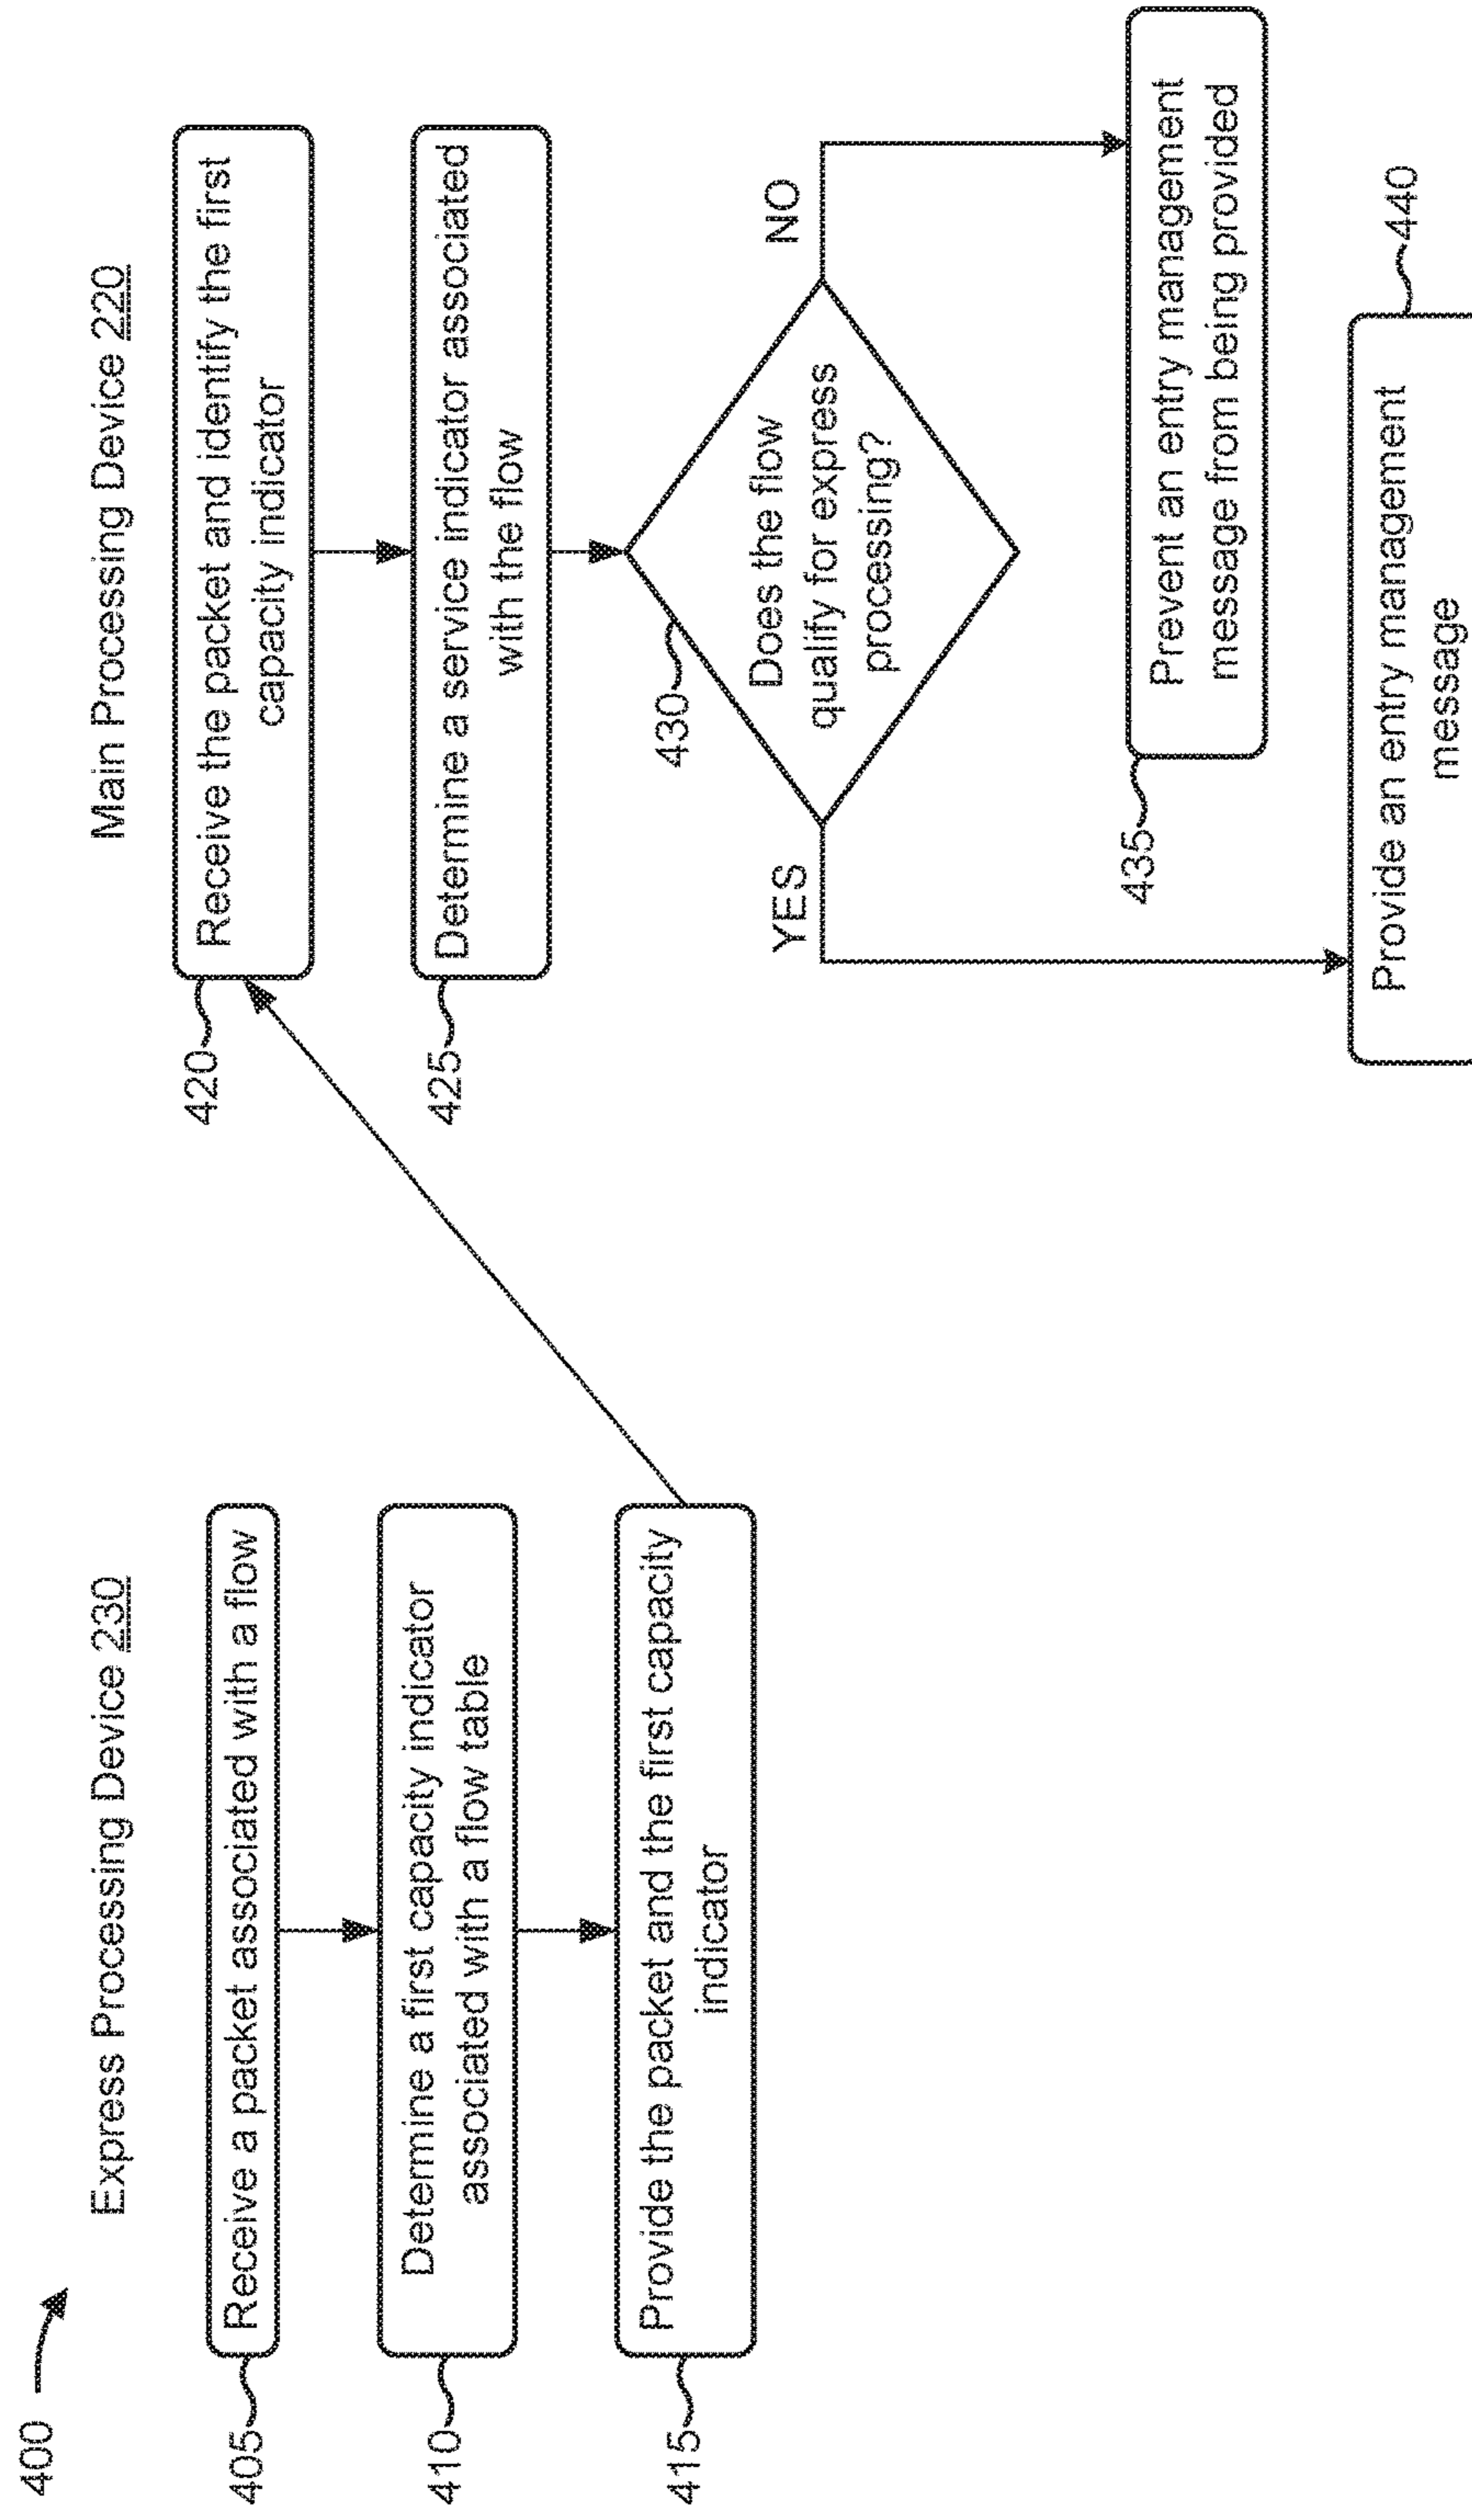 400
Express Processing Device 230
405
Receive a packet associated with a flow
410
Determine a first capacity indicator
associated with a flow table
415
Provide the packet and the first capacity
indicator
Main Processing Device 220
420
Receive the packet and identify the first
capacity indicator
425
Determine a service indicator associated
with the flow
430
Does the flow
qualify for express
processing?
YES
NO
435
Prevent an entry management
message from being provided
440
Provide an entry management
message